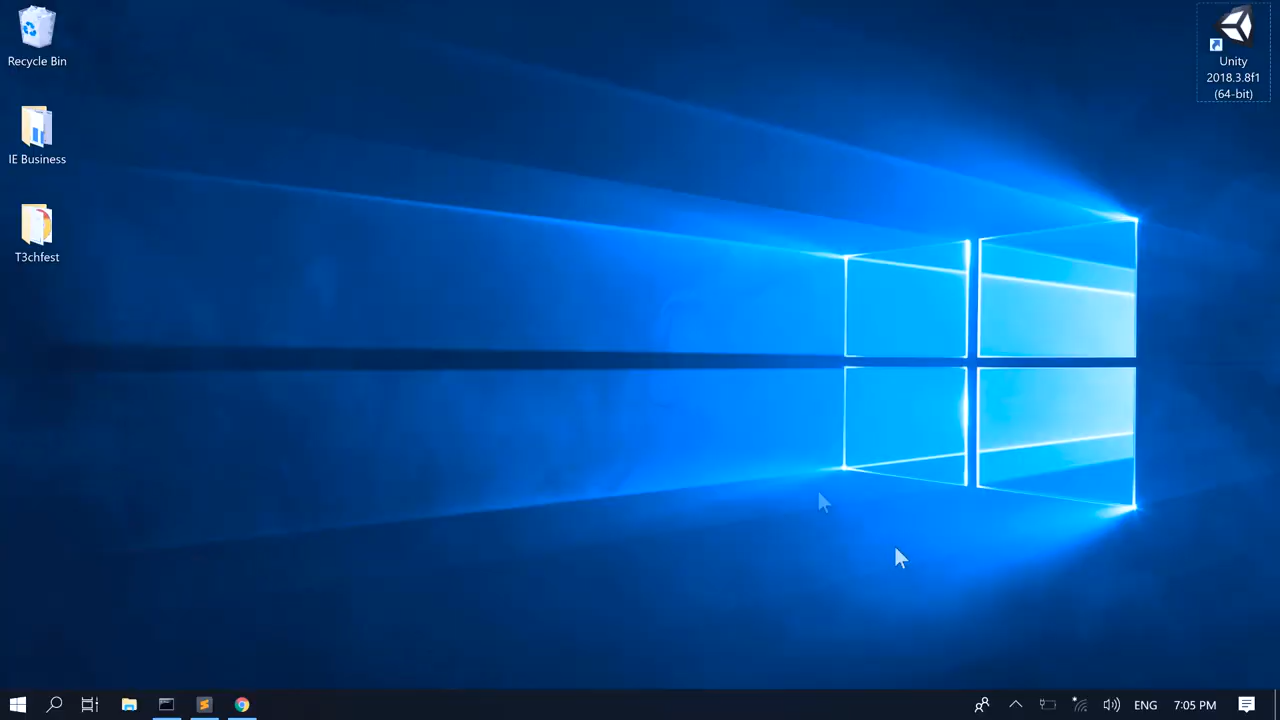 Recycle Bin
IE Business
T3chfest
Unity
2018.3.8f1
(64-bit)
ENG
7:05 PM